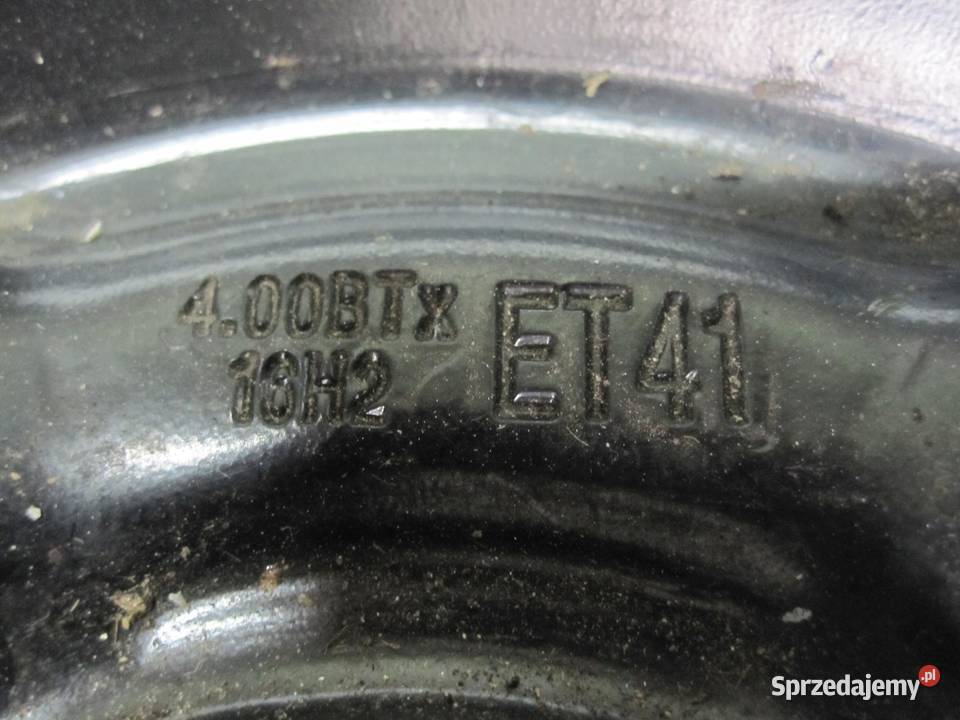 4.00BTx ET41
16H2
Sprzedajemy.pl